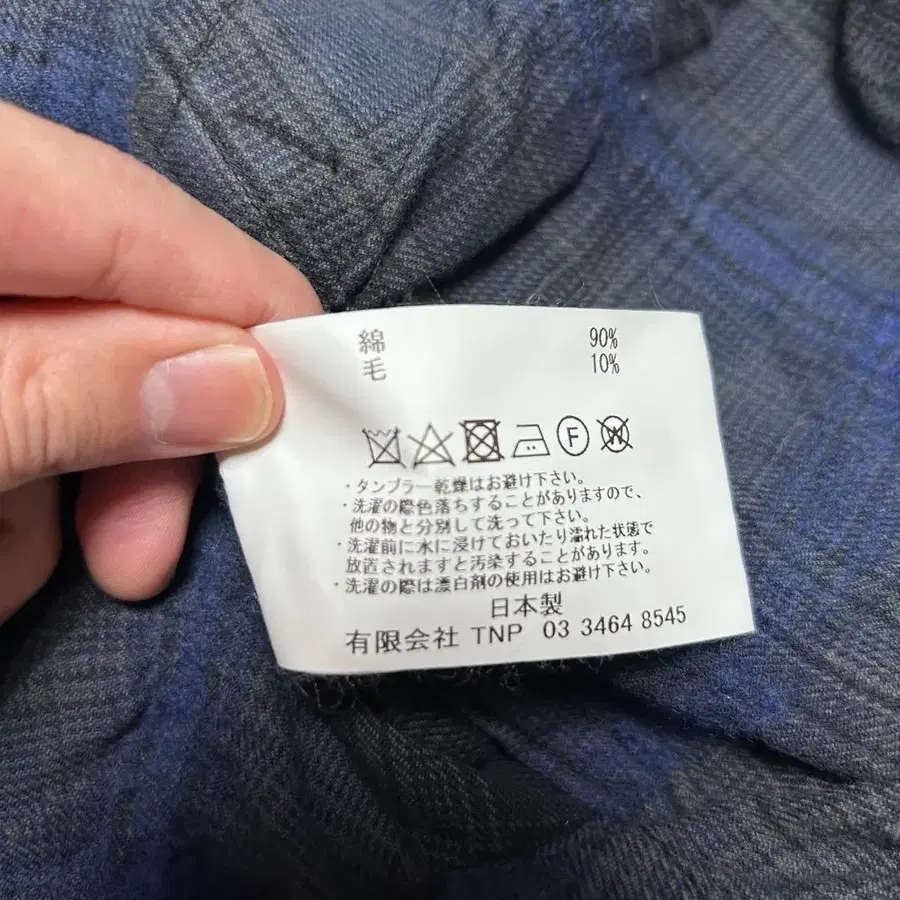 綿 90%
毛 10%
F W
・タンブラー乾燥はお避け下さい。
・洗濯の際色落ちすることがありますので、
他の物と分別して洗って下さい。
・洗濯前に水に浸けておいたり濡れた状態で
放置されますと汚染することがあります。
・洗濯の際は漂白剤の使用はお避け下さい。
日本製
有限会社 TNP 03 3464 8545